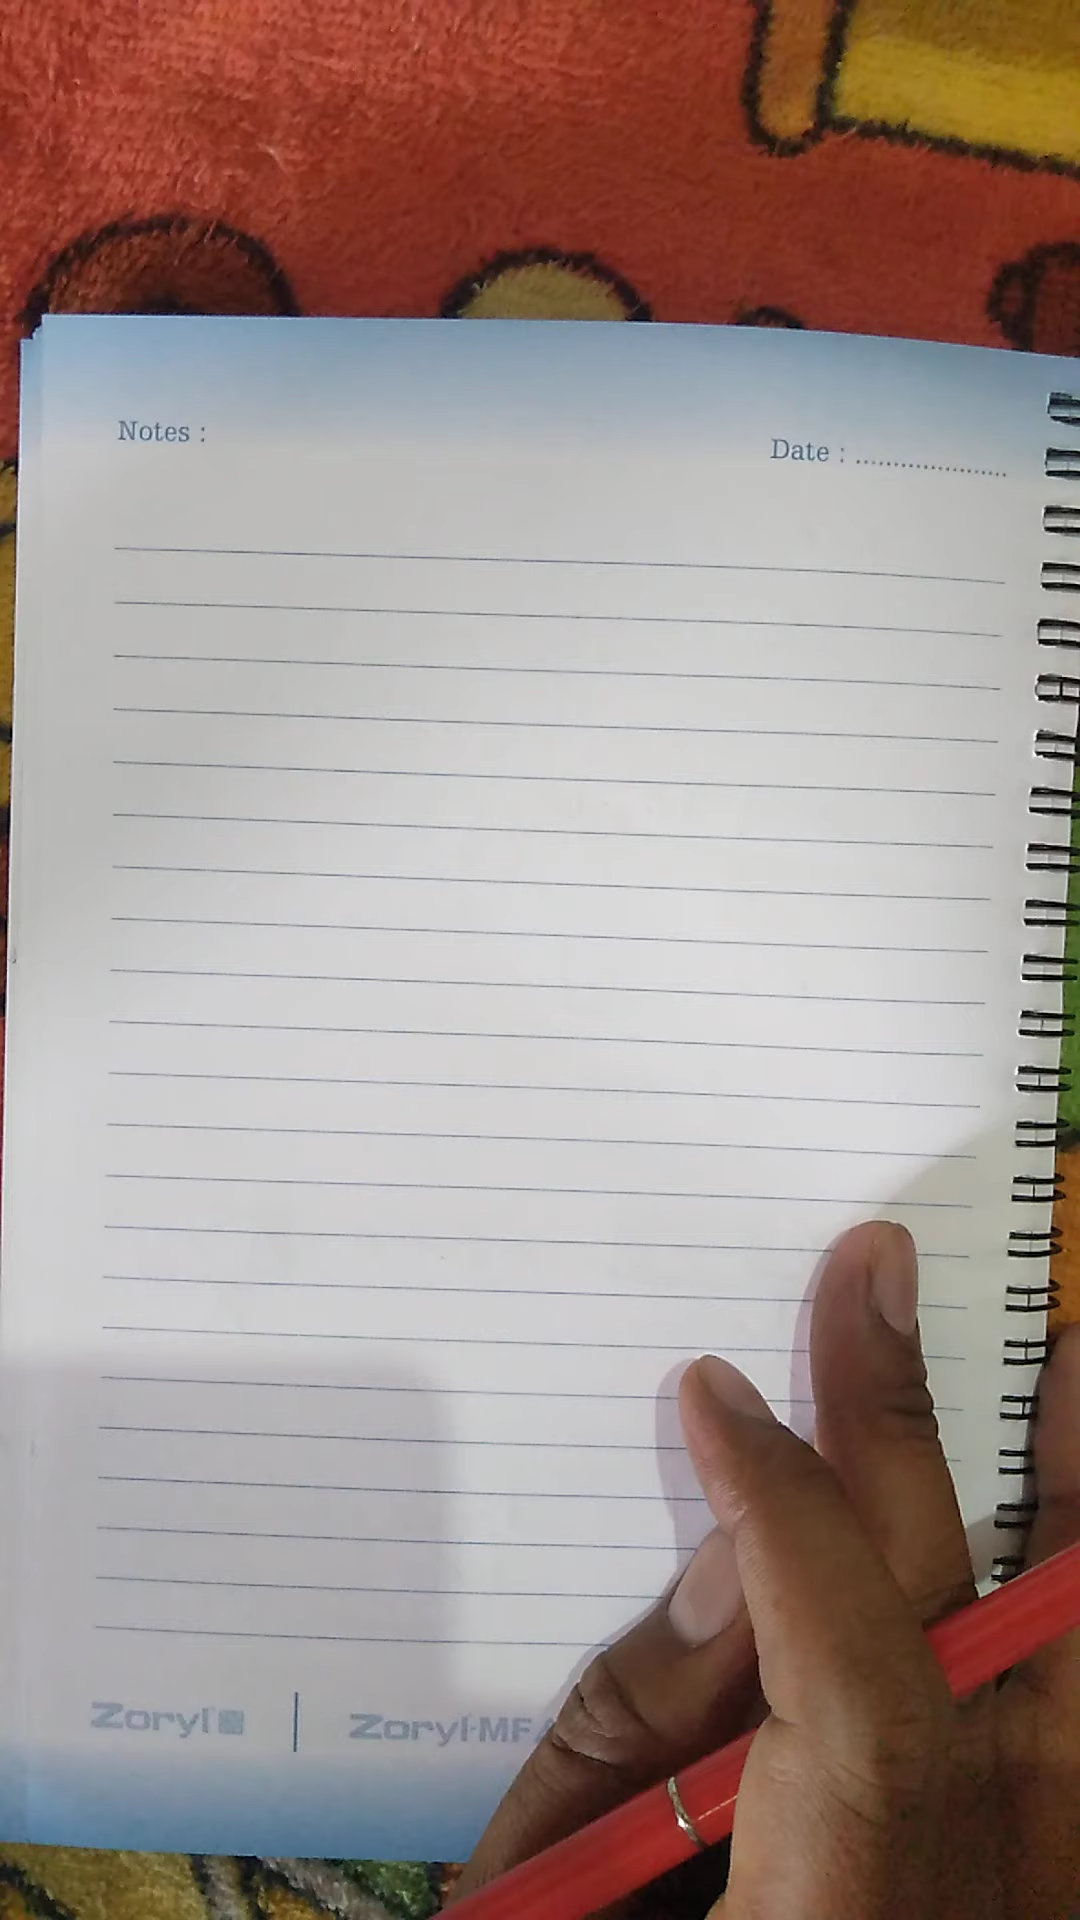 Notes :
Date : ......................
Zoryl | Zoryl-MF